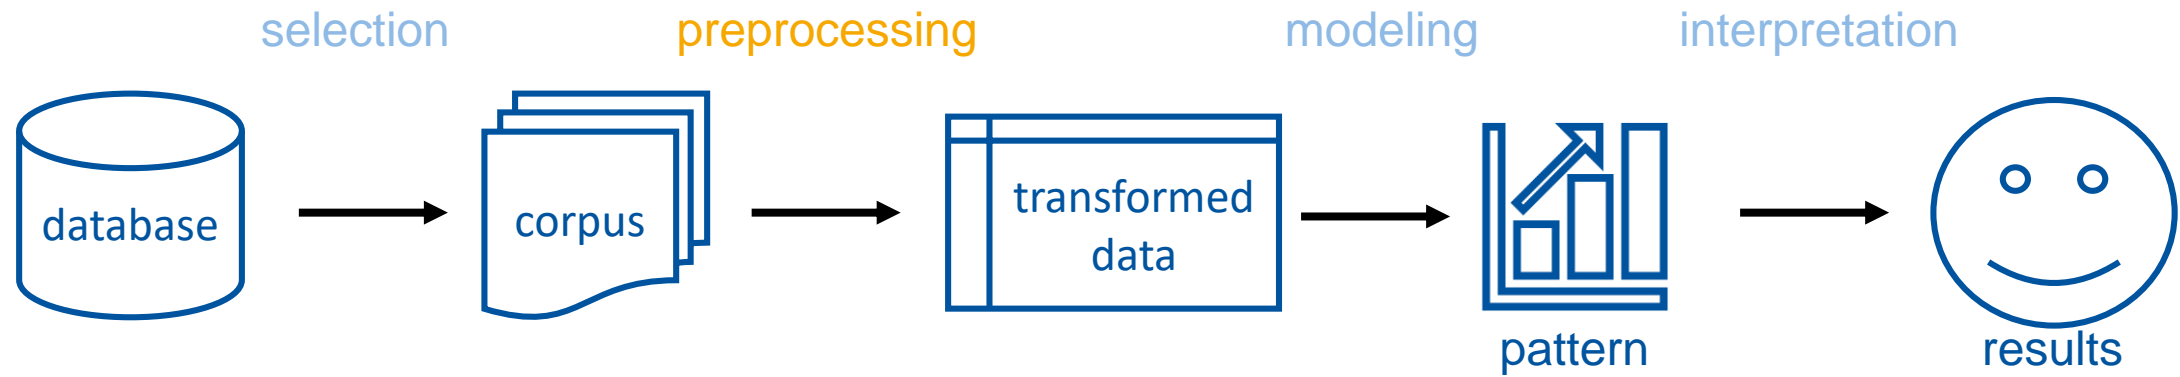 selection
preprocessing
modeling
interpretation
database
corpus
transformed
data
pattern
results